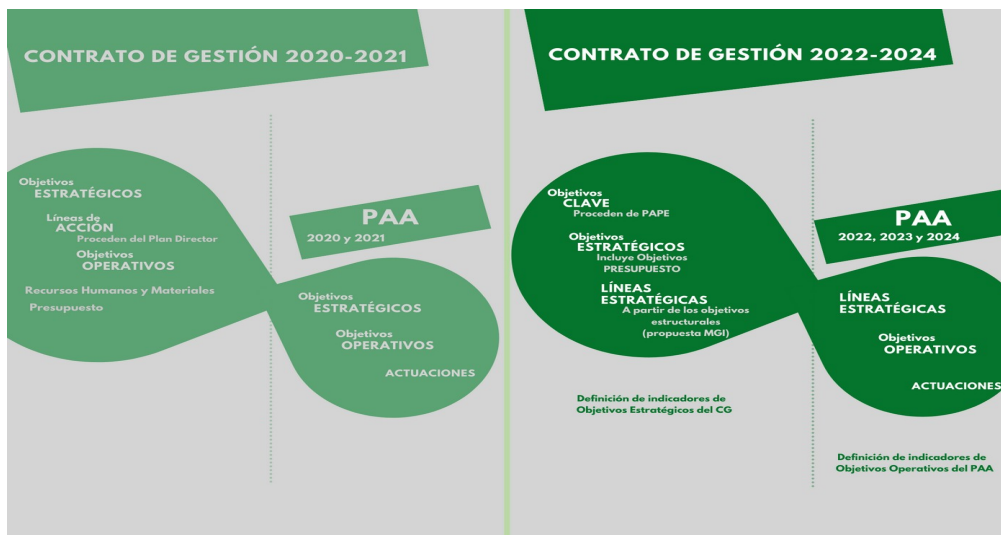 CONTRATO DE GESTIÓN 2020-2021
Objetivos
ESTRATÉGICOS
Líneas de
ACCIÓN
Proceden del Plan Director
Objetivos
OPERATIVOS
Recursos Humanos y Materiales
Presupuesto
PAA
2020 y 2021
Objetivos
ESTRATÉGICOS
Objetivos
OPERATIVOS
ACTUACIONES
CONTRATO DE GESTIÓN 2022-2024
Objetivos
CLAVE
Proceden de PAPE
Objetivos
ESTRATÉGICOS
Incluye Objetivos
PRESUPUESTO
LÍNEAS
ESTRATÉGICAS
A partir de los objetivos
estructurales
(propuesta MGI)
Definición de indicadores de
Objetivos Estratégicos del CG
PAA
2022, 2023 y 2024
LÍNEAS
ESTRATÉGICAS
Objetivos
OPERATIVOS
ACTUACIONES
Definición de indicadores de
Objetivos Operativos del PAA